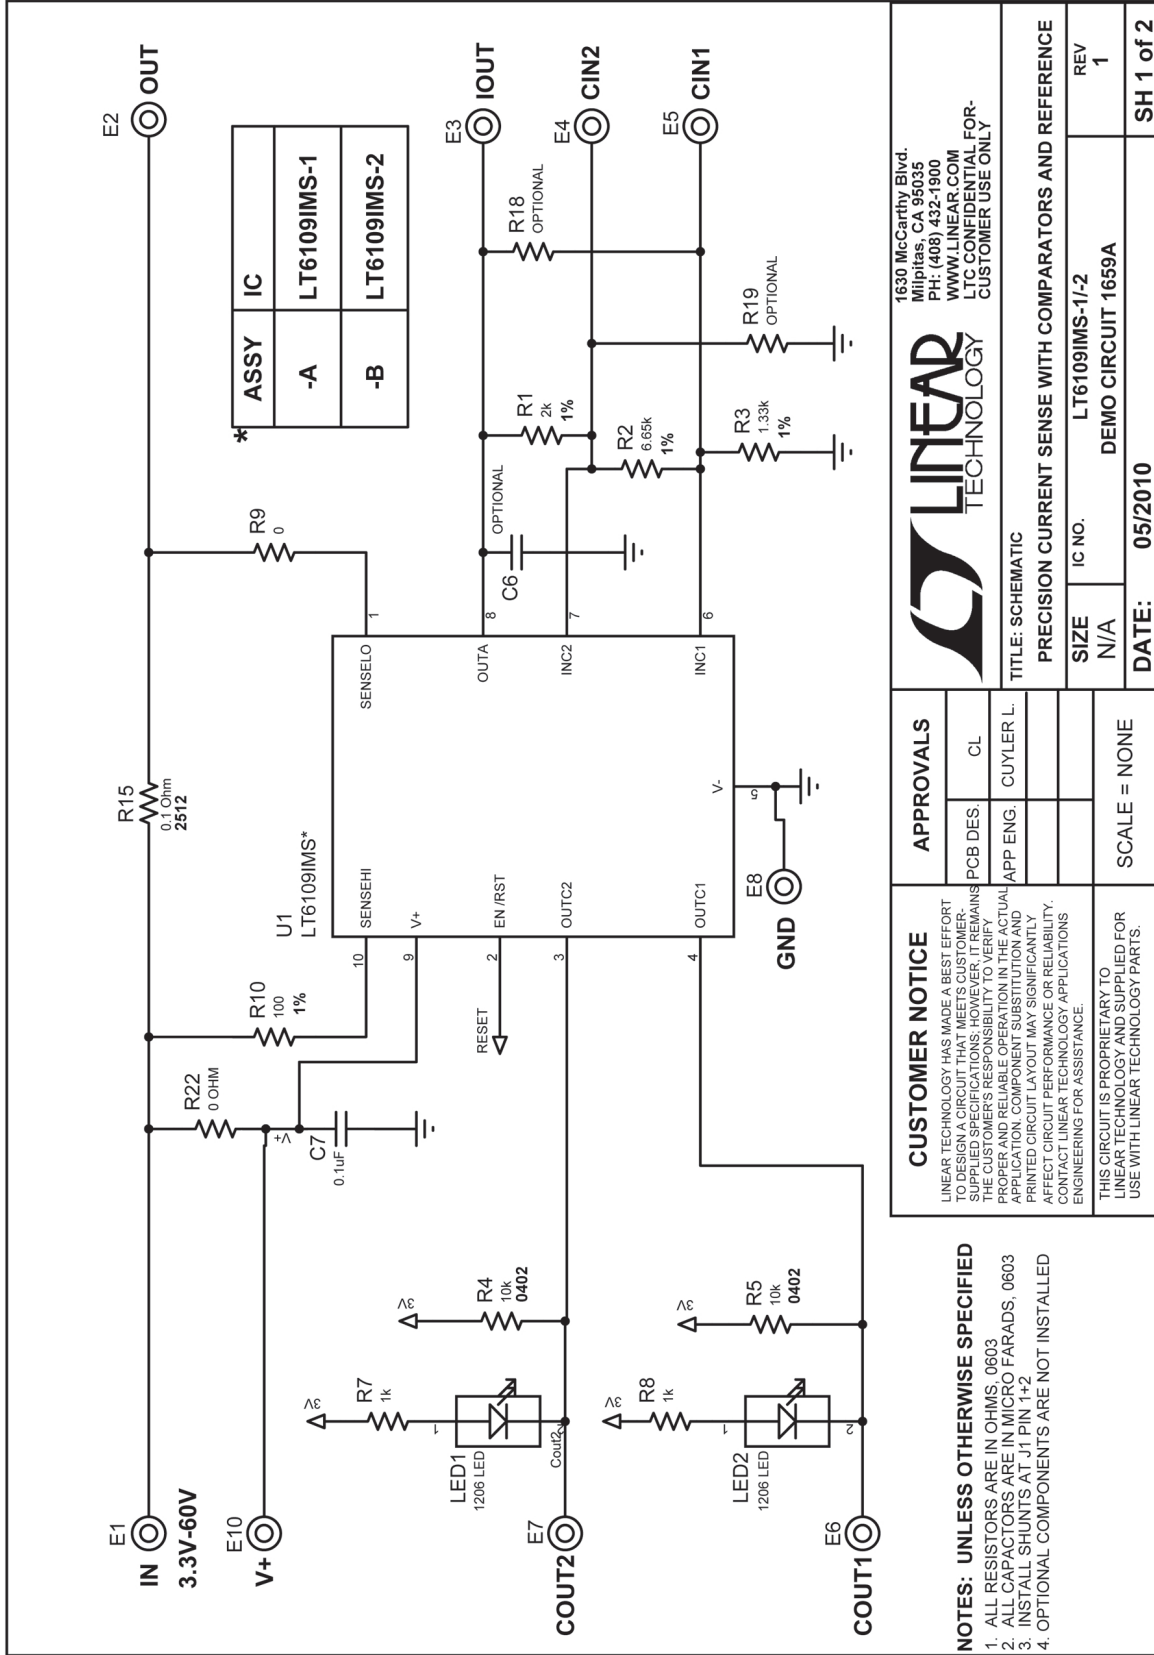 E1
IN
3.3V-60V
E10
V+
R15
0.1 Ohm
2512
E2
OUT
R22
0 OHM
V+
C7
0.1uF
R10
100
1%
R9
0
* ASSY IC
-A LT6109IMS-1
-B LT6109IMS-2
U1
LT6109IMS*
10
SENSEHI
9
V+
2
EN /RST
RESET
3
OUTC2
4
OUTC1
1
SENSELO
8
OUTA
7
INC2
6
INC1
V-
5
E8
GND
C6
OPTIONAL
R1
2k
1%
R2
6.65k
1%
R3
1.33k
1%
R18
OPTIONAL
R19
OPTIONAL
E3
IOUT
E4
CIN2
E5
CIN1
3V
R7
1k
1
LED1
1206 LED
2
Cout2
3V
R4
10k
0402
E7
COUT2
3V
R8
1k
1
LED2
1206 LED
2
3V
R5
10k
0402
E6
COUT1
NOTES: UNLESS OTHERWISE SPECIFIED
1. ALL RESISTORS ARE IN OHMS, 0603
2. ALL CAPACTORS ARE IN MICRO FARADS, 0603
3. INSTALL SHUNTS AT J1 PIN 1+2
4. OPTIONAL COMPONENTS ARE NOT INSTALLED
CUSTOMER NOTICE
LINEAR TECHNOLOGY HAS MADE A BEST EFFORT
TO DESIGN A CIRCUIT THAT MEETS CUSTOMER-
SUPPLIED SPECIFICATIONS; HOWEVER, IT REMAINS
THE CUSTOMER'S RESPONSIBILITY TO VERIFY
PROPER AND RELIABLE OPERATION IN THE ACTUAL
APPLICATION. COMPONENT SUBSTITUTION AND
PRINTED CIRCUIT LAYOUT MAY SIGNIFICANTLY
AFFECT CIRCUIT PERFORMANCE OR RELIABILITY.
CONTACT LINEAR TECHNOLOGY APPLICATIONS
ENGINEERING FOR ASSISTANCE.
THIS CIRCUIT IS PROPRIETARY TO
LINEAR TECHNOLOGY AND SUPPLIED FOR
USE WITH LINEAR TECHNOLOGY PARTS.
APPROVALS
PCB DES. CL
APP ENG. CUYLER L.
SCALE = NONE
LINEAR
TECHNOLOGY
1630 McCarthy Blvd.
Milpitas, CA 95035
PH: (408) 432-1900
WWW.LINEAR.COM
LTC CONFIDENTIAL FOR-
CUSTOMER USE ONLY
TITLE: SCHEMATIC
PRECISION CURRENT SENSE WITH COMPARATORS AND REFERENCE
SIZE
N/A
IC NO.
LT6109IMS-1/-2
DEMO CIRCUIT 1659A
REV
1
DATE: 05/2010
SH 1 of 2